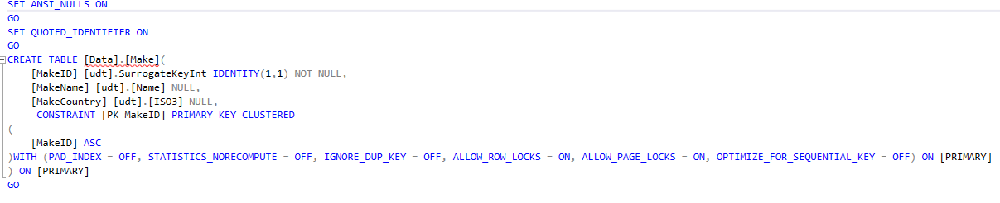 SET ANSI_NULLS ON
GO
SET QUOTED_IDENTIFIER ON
GO
CREATE TABLE [Data].[Make](
    [MakeID] [udt].SurrogateKeyInt IDENTITY(1,1) NOT NULL,
    [MakeName] [udt].[Name] NULL,
    [MakeCountry] [udt].[ISO3] NULL,
     CONSTRAINT [PK_MakeID] PRIMARY KEY CLUSTERED
(
    [MakeID] ASC
)WITH (PAD_INDEX = OFF, STATISTICS_NORECOMPUTE = OFF, IGNORE_DUP_KEY = OFF, ALLOW_ROW_LOCKS = ON, ALLOW_PAGE_LOCKS = ON, OPTIMIZE_FOR_SEQUENTIAL_KEY = OFF) ON [PRIMARY]
) ON [PRIMARY]
GO